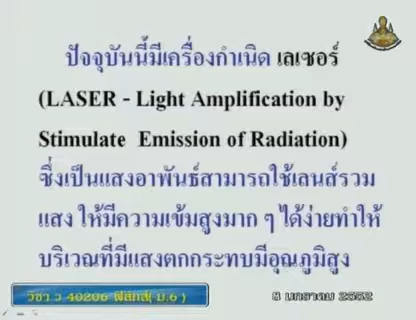 ปัจจุบันนี้มีเครื่องกำเนิด เลเซอร์
(LASER - Light Amplification by
Stimulate Emission of Radiation)
ซึ่งเป็นแสงอาพันธ์สามารถใช้เลนส์รวม
แสง ให้มีความเข้มสูงมาก ๆ ได้ง่ายทำให้
บริเวณที่มีแสงตกกระทบมีอุณภูมิสูง
วิชา ว 40206 ฟิสิกส์( ม.6 )
8 มกราคม 2552